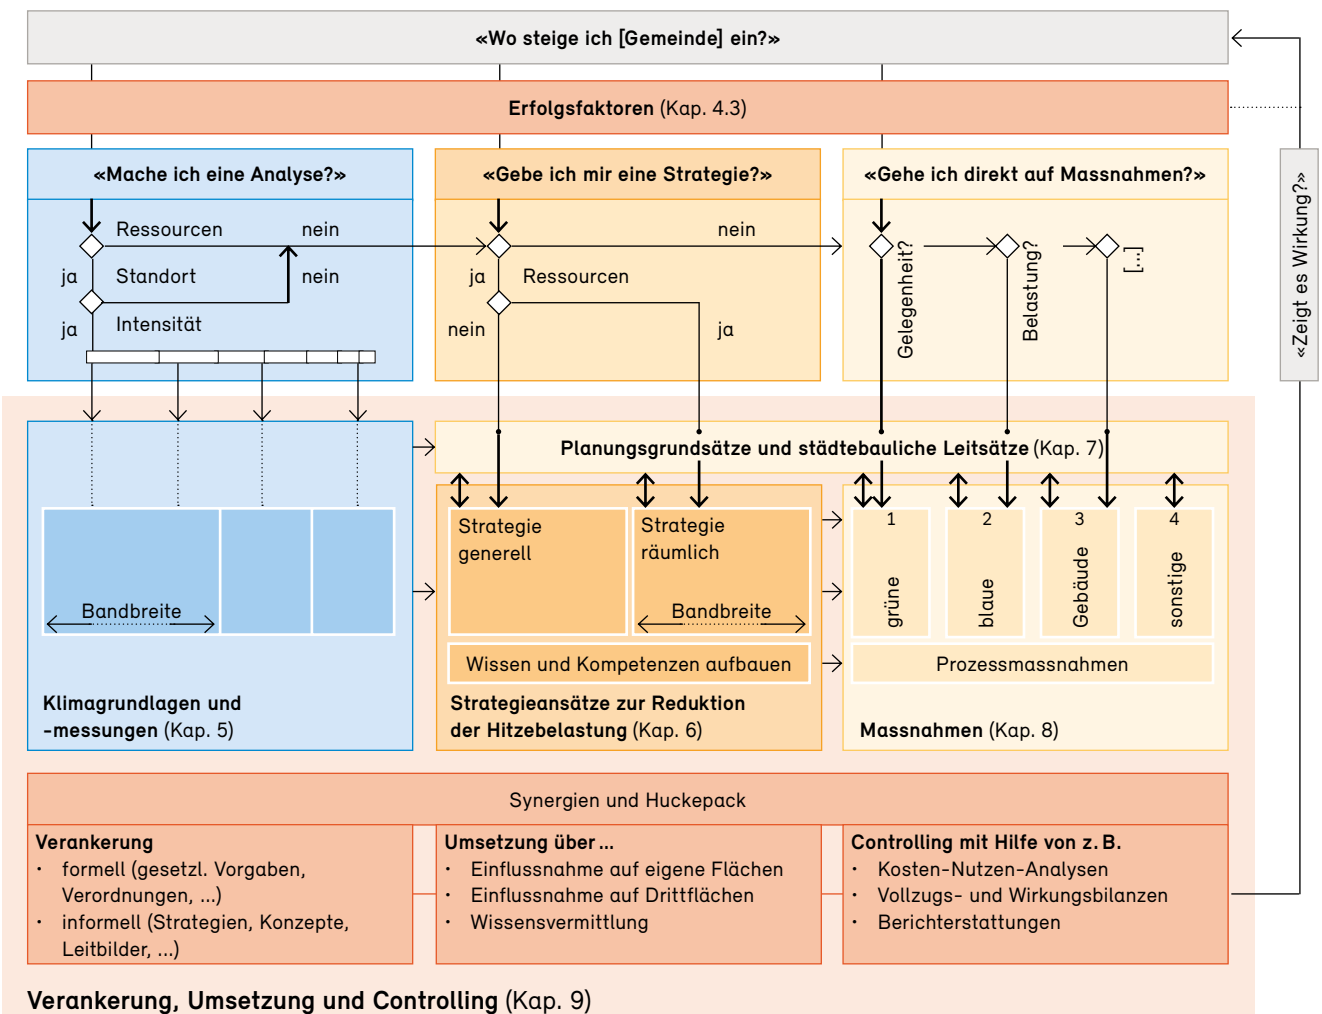 «Wo steige ich [Gemeinde] ein?»
Erfolgsfaktoren (Kap. 4.3)
«Mache ich eine Analyse?»
Ressourcen
nein
ja
Standort
nein
ja
Intensität
«Gebe ich mir eine Strategie?»
nein
ja
Ressourcen
nein
ja
«Gehe ich direkt auf Massnahmen?»
Gelegenheit?
Belastung?
[...]
«Zeigt es Wirkung?»
Planungsgrundsätze und städtebauliche Leitsätze (Kap. 7)
Bandbreite
Klimagrundlagen und
-messungen (Kap. 5)
Strategie
generell
Strategie
räumlich
Bandbreite
Wissen und Kompetenzen aufbauen
Strategieansätze zur Reduktion
der Hitzebelastung (Kap. 6)
1
grüne
2
blaue
3
Gebäude
4
sonstige
Prozessmassnahmen
Massnahmen (Kap. 8)
Synergien und Huckepack
Verankerung
• formell (gesetzl. Vorgaben,
Verordnungen, ...)
• informell (Strategien, Konzepte,
Leitbilder, ...)
Umsetzung über ...
• Einflussnahme auf eigene Flächen
• Einflussnahme auf Drittflächen
• Wissensvermittlung
Controlling mit Hilfe von z. B.
• Kosten-Nutzen-Analysen
• Vollzugs- und Wirkungsbilanzen
• Berichterstattungen
Verankerung, Umsetzung und Controlling (Kap. 9)